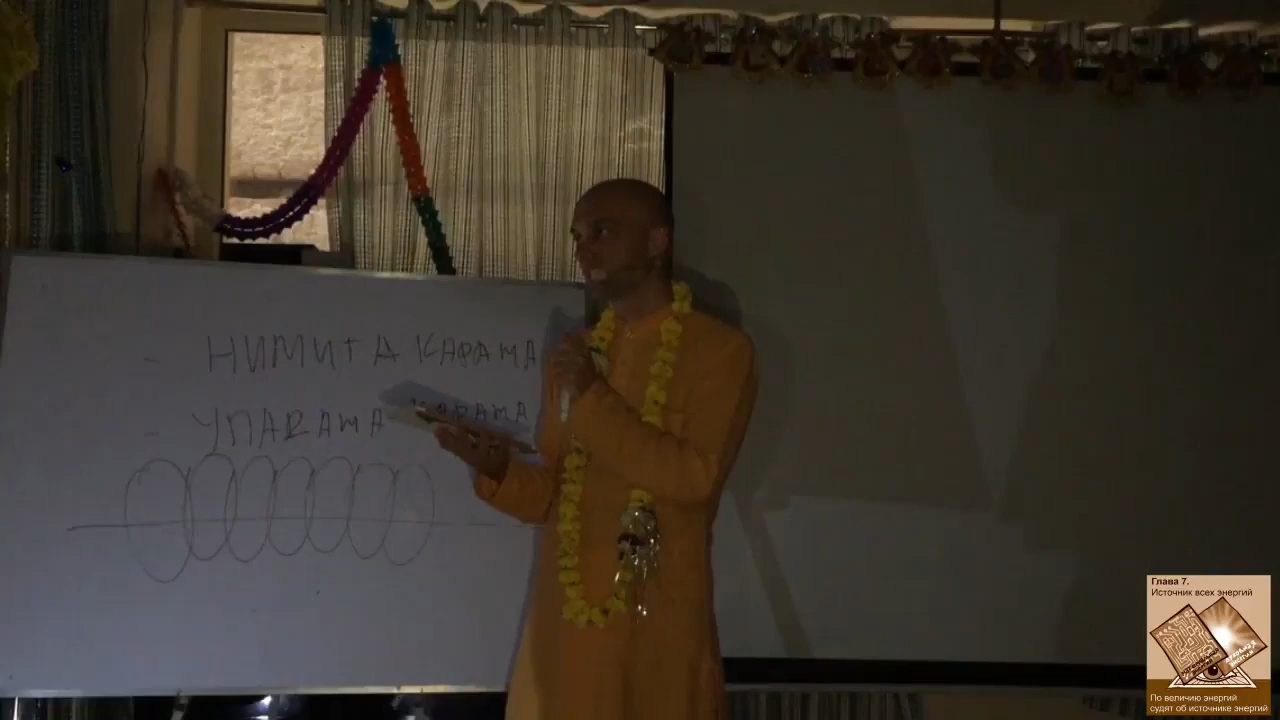 - НИМИТА КАРАНА
- УПАДАНА КАРАНА
Глава 7.
Источник всех энергий
По величию энергий
судят об источнике энергий